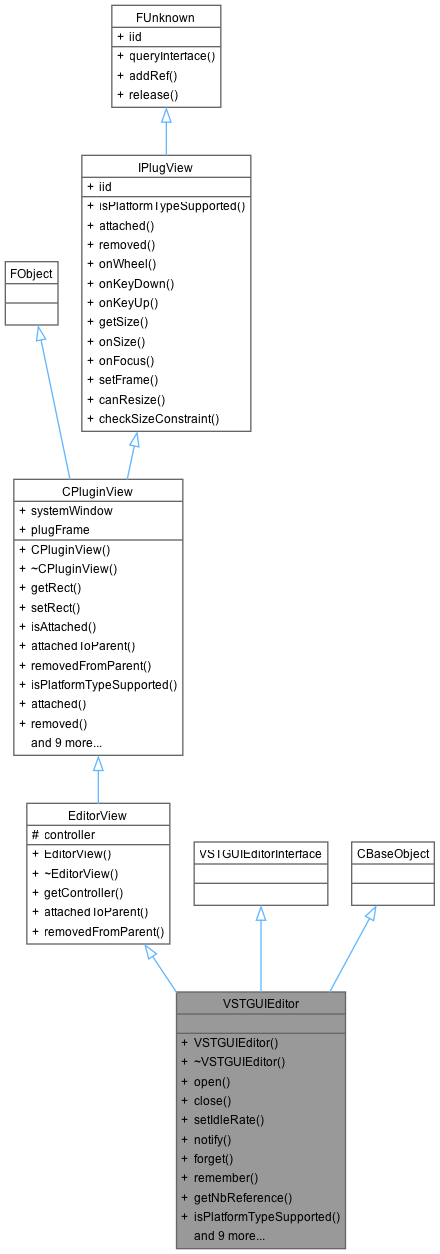 FUnknown
+ iid
+ queryInterface()
+ addRef()
+ release()
IPlugView
+ iid
+ isPlatformTypeSupported()
+ attached()
+ removed()
+ onWheel()
+ onKeyDown()
+ onKeyUp()
+ getSize()
+ onSize()
+ onFocus()
+ setFrame()
+ canResize()
+ checkSizeConstraint()
FObject
CPluginView
+ systemWindow
+ plugFrame
+ CPluginView()
+ ~CPluginView()
+ getRect()
+ setRect()
+ isAttached()
+ attachedToParent()
+ removedFromParent()
+ isPlatformTypeSupported()
+ attached()
+ removed()
and 9 more...
EditorView
# controller
+ EditorView()
+ ~EditorView()
+ getController()
+ attachedToParent()
+ removedFromParent()
VSTGUIEditorInterface
CBaseObject
VSTGUIEditor
+ VSTGUIEditor()
+ ~VSTGUIEditor()
+ open()
+ close()
+ setIdleRate()
+ notify()
+ forget()
+ remember()
+ getNbReference()
+ isPlatformTypeSupported()
and 9 more...